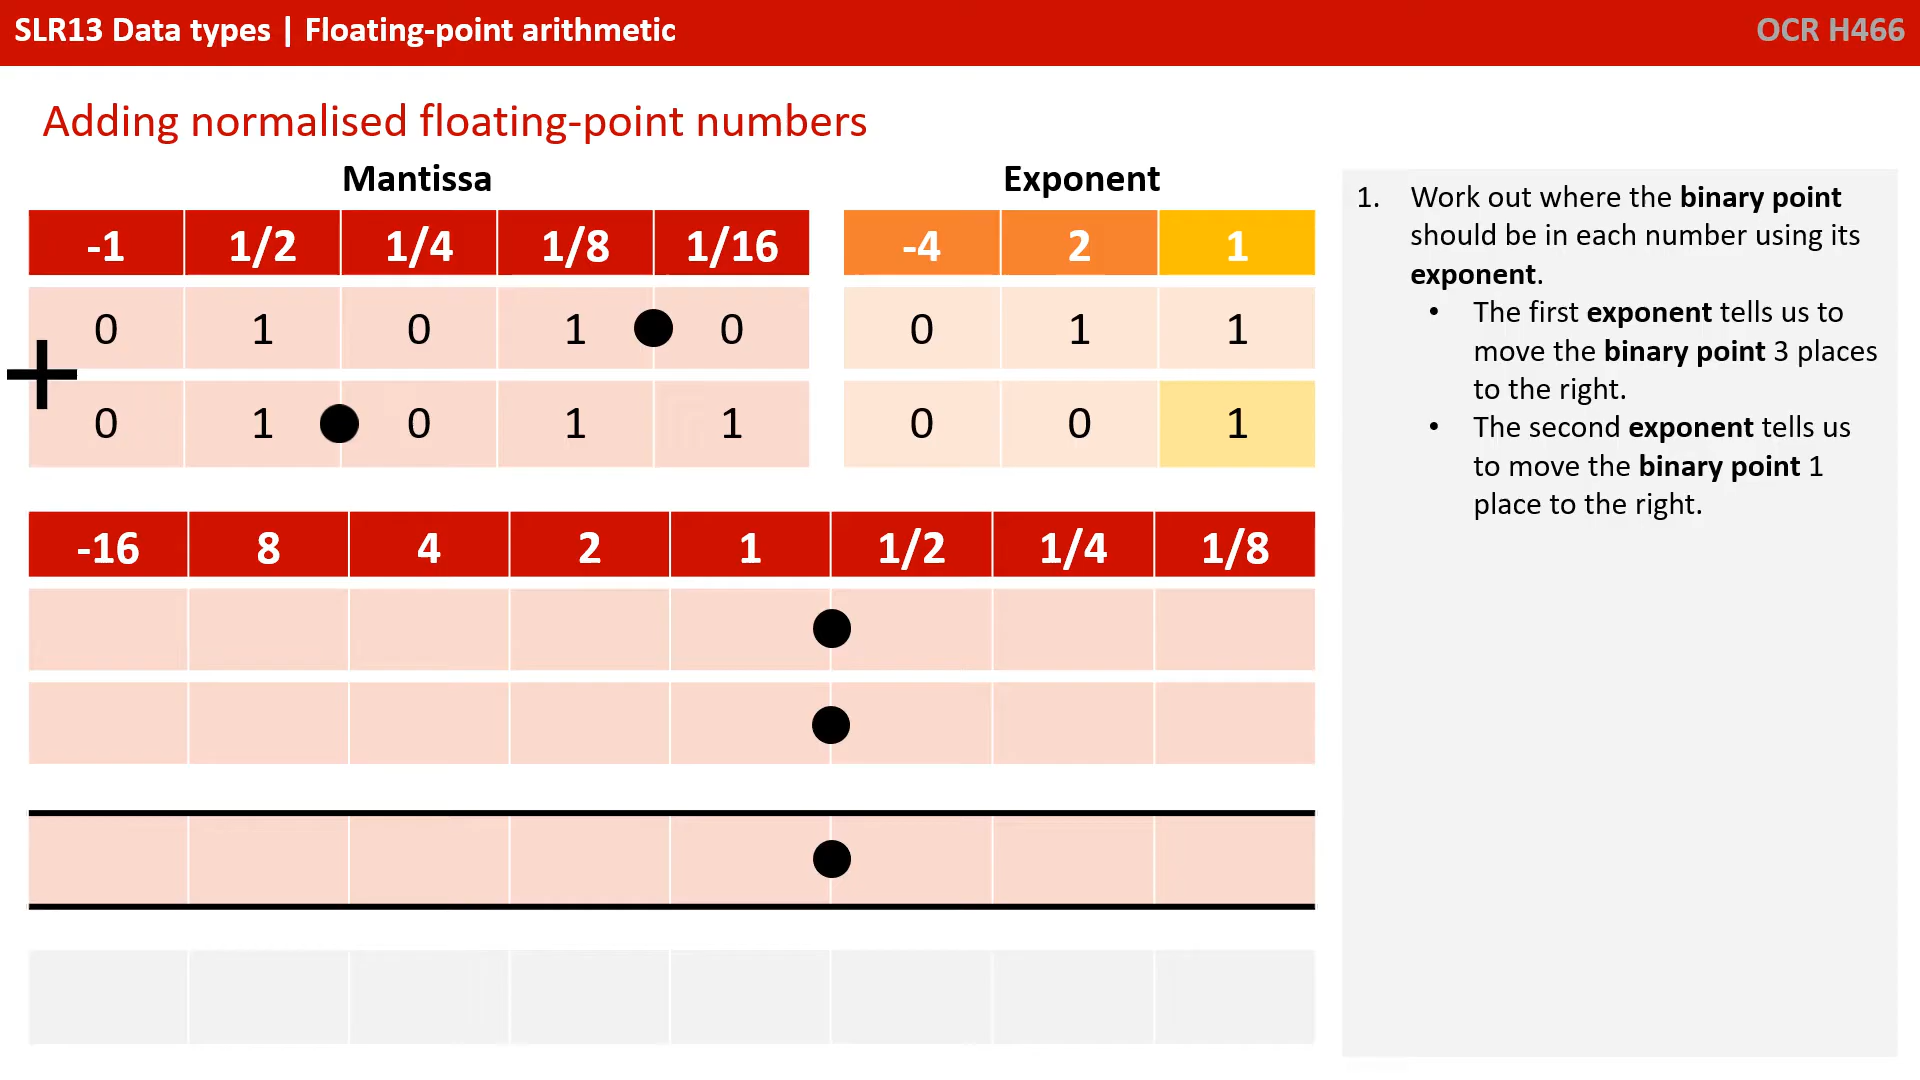 SLR13 Data types | Floating-point arithmetic
OCR H466
Adding normalised floating-point numbers
Mantissa
Exponent
-1 1/2 1/4 1/8 1/16 -4 2 1
0 1 0 1 0 0 1 1
+
0 1 0 1 1 0 0 1
-16 8 4 2 1 1/2 1/4 1/8
1. Work out where the binary point
should be in each number using its
exponent.
• The first exponent tells us to
move the binary point 3 places
to the right.
• The second exponent tells us
to move the binary point 1
place to the right.